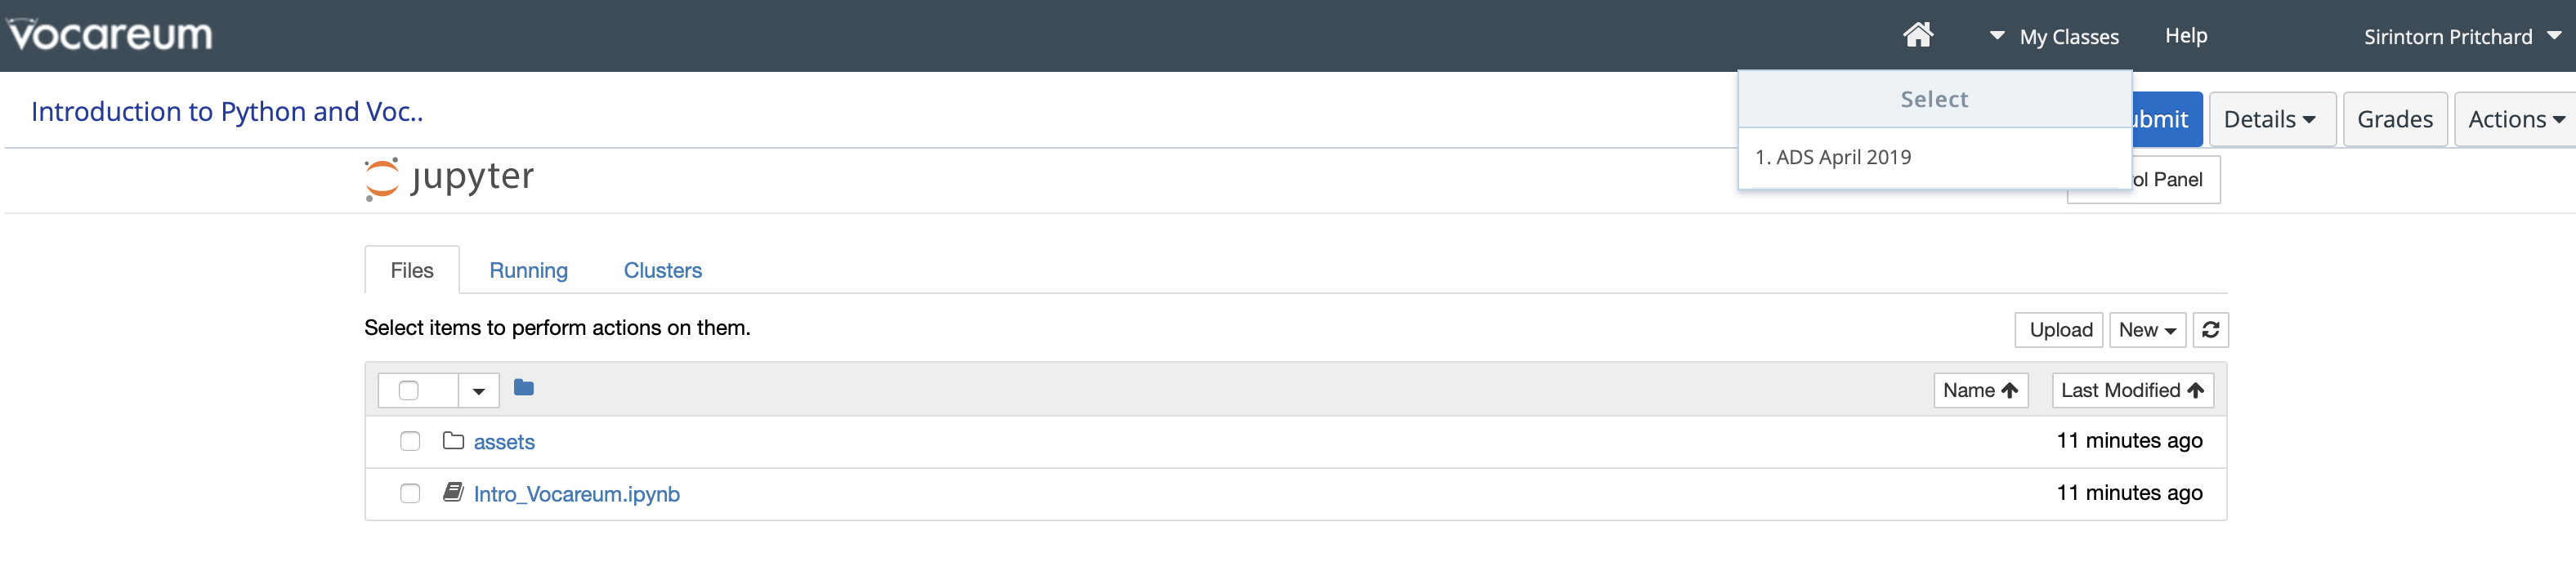 Vocareum
My Classes
Help
Sirintorn Pritchard
Introduction to Python and Voc..
Select
1. ADS April 2019
ubmit
Details
Grades
Actions
jupyter
ol Panel
Files
Running
Clusters
Select items to perform actions on them.
Upload
New
Name
Last Modified
assets
11 minutes ago
Intro_Vocareum.ipynb
11 minutes ago